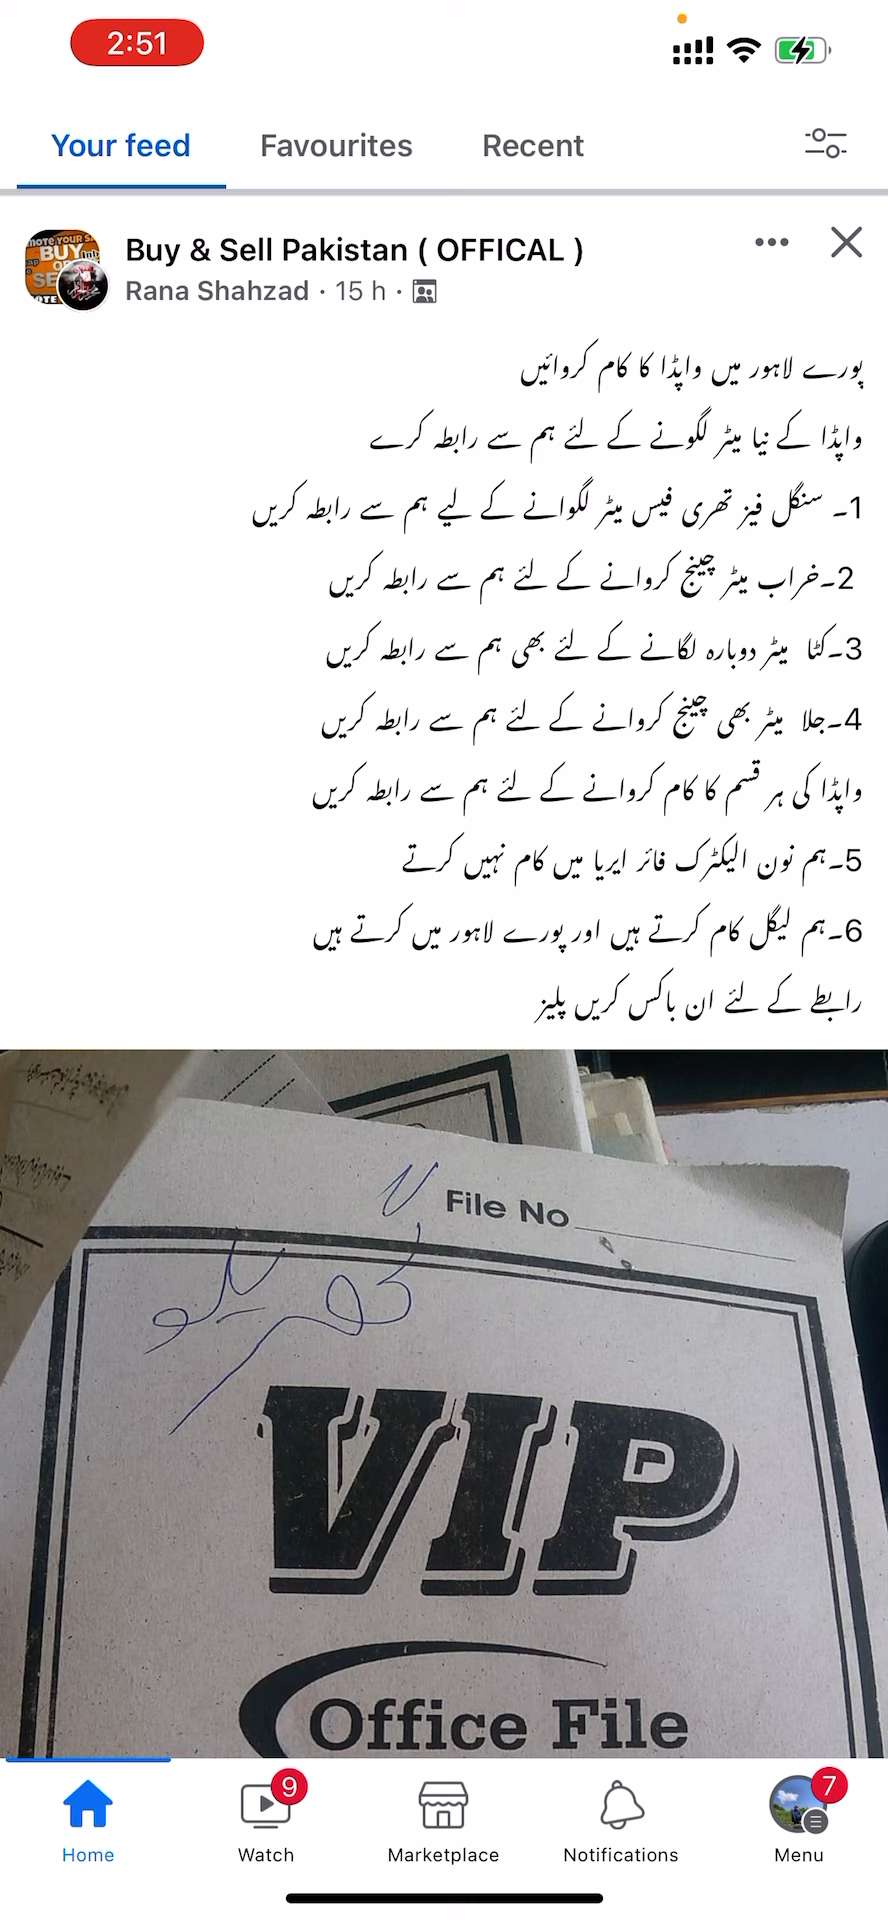 2:51
Your feed
Favourites
Recent
Buy & Sell Pakistan ( OFFICAL )
Rana Shahzad · 15 h ·
پورے لاہور میں واپڈا کا کام کروائیں
واپڈا کے نیا میٹر لگونے کے لئے ہم سے رابطہ کرے
1۔ سنگل فیز تھری فیس میٹر لگوانے کے لیے ہم سے رابطہ کریں
2۔خراب میٹر چینج کروانے کے لئے ہم سے رابطہ کریں
3۔کٹا میٹر دوبارہ لگانے کے لئے بھی ہم سے رابطہ کریں
4۔جلا میٹر بھی چینج کروانے کے لئے ہم سے رابطہ کریں
واپڈا کی ہر قسم کا کام کروانے کے لئے ہم سے رابطہ کریں
5۔ہم نون الیکٹرک فائر ایریا میں کام نہیں کرتے
6۔ہم لیگل کام کرتے ہیں اور پورے لاہور میں کرتے ہیں
رابطے کے لئے ان باکس کریں پلیز
File No
گھریلو
VIP
Office File
9
7
Home
Watch
Marketplace
Notifications
Menu